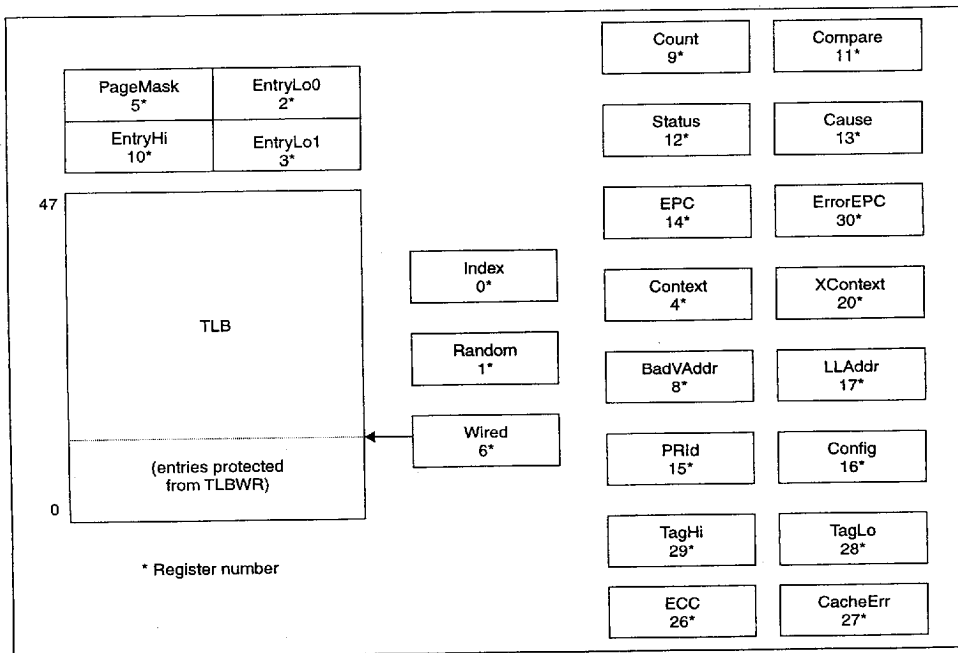 PageMask
5*
EntryLo0
2*
EntryHi
10*
EntryLo1
3*
47
TLB
(entries protected
from TLBWR)
0
* Register number
Index
0*
Random
1*
Wired
6*
Count
9*
Compare
11*
Status
12*
Cause
13*
EPC
14*
ErrorEPC
30*
Context
4*
XContext
20*
BadVAddr
8*
LLAddr
17*
PRId
15*
Config
16*
TagHi
29*
TagLo
28*
ECC
26*
CacheErr
27*